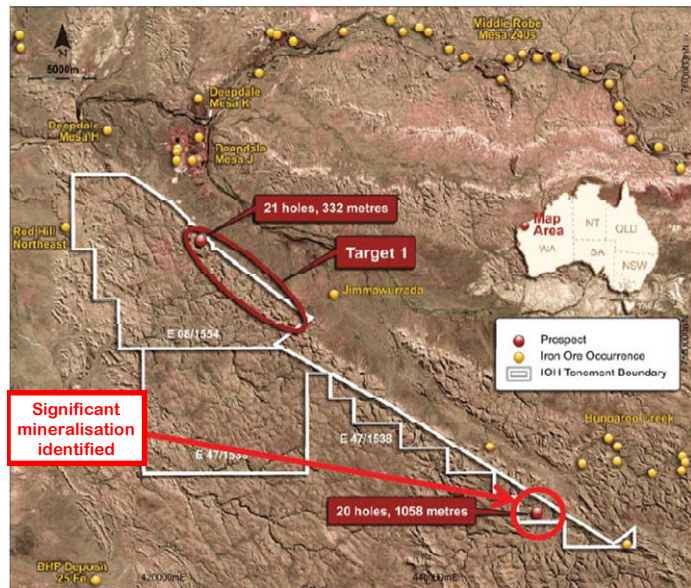 Middle Robe
Mesa 240s
5000m
Deepdale
Mesa K
Deepdale
Mesa H
Deepdale
Mesa J
21 holes, 332 metres
Red Hill
Northeast
Target 1
Map
Area
NT
QLD
WA
SA
NSW
Jimmawurrada
E 08/1554
Prospect
Iron Ore Occurrence
IOH Tenement Boundary
Significant
mineralisation
identified
Bungaroo Creek
E 47/1538
20 holes, 1058 metres
BHP Deposit
25 Fe
420000mE